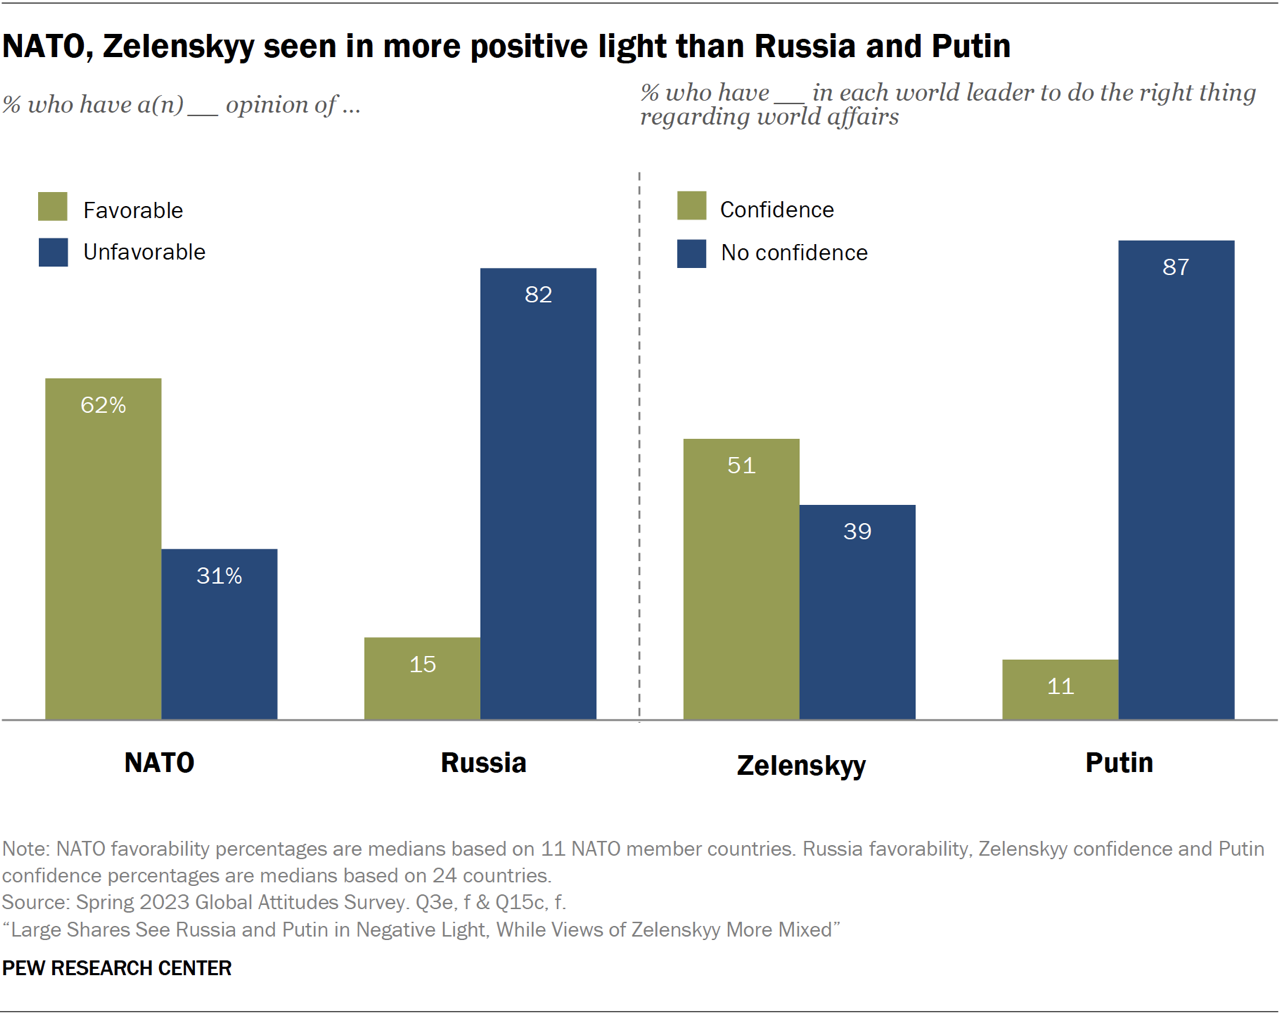 NATO, Zelenskyy seen in more positive light than Russia and Putin
% who have a(n) __ opinion of ...
% who have __ in each world leader to do the right thing
regarding world affairs
Favorable
Unfavorable
Confidence
No confidence
62%
31%
15
82
51
39
11
87
NATO
Russia
Zelenskyy
Putin
Note: NATO favorability percentages are medians based on 11 NATO member countries. Russia favorability, Zelenskyy confidence and Putin
confidence percentages are medians based on 24 countries.
Source: Spring 2023 Global Attitudes Survey. Q3e, f & Q15c, f.
“Large Shares See Russia and Putin in Negative Light, While Views of Zelenskyy More Mixed”
PEW RESEARCH CENTER